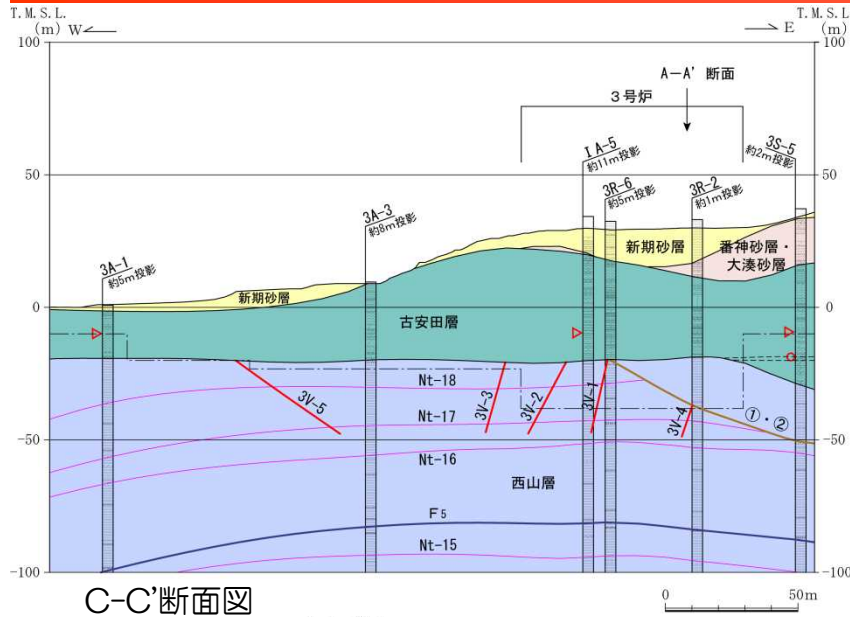 T.M.S.L.
(m)
W
T.M.S.L.
(m)
E
100
100
A-A' 断面
3号炉
3S-5
約2m投影
ⅠA-5
約11m投影
50
50
3R-6
約5m投影
3R-2
約1m投影
3A-3
約8m投影
3A-1
約5m投影
新期砂層
番神砂層・
大湊砂層
新期砂層
0
0
古安田層
Nt-18
3V-5
3V-3
3V-2
3V-1
3V-4
Nt-17
①・②
-50
-50
Nt-16
西山層
F5
Nt-15
-100
-100
C-C'断面図
0
50m